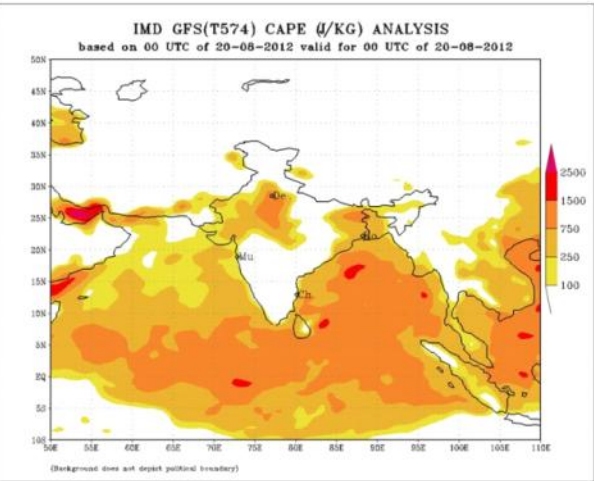 IMD GFS(T574) CAPE (J/KG) ANALYSIS
based on 00 UTC of 20-08-2012 valid for 00 UTC of 20-08-2012
50N
45N
40N
35N
30N
25N
20N
15N
10N
5N
EQ
5S
10S
50E 55E 60E 65E 70E 75E 80E 85E 90E 95E 100E 105E 110E
De
Mu
Ch
2500
1500
750
250
100
(Background does not depict political boundary)